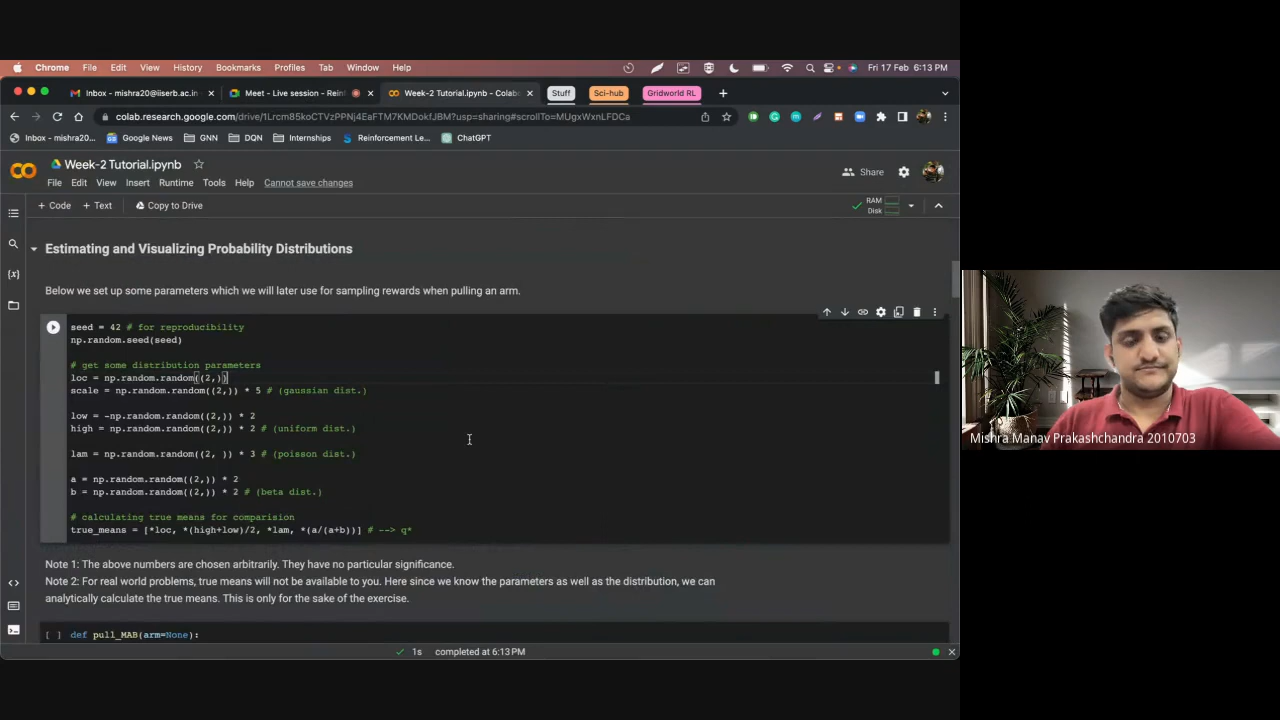 Chrome File Edit View History Bookmarks Profiles Tab Window Help Fri 17 Feb 6:13 PM
Inbox - mishra20@iiserb.ac.in Meet - Live session - Rein Week-2 Tutorial.ipynb - Colab Stuff Sci-hub Gridworld RL
colab.research.google.com/drive/1Lrcm85koCTVzPPNj4EaFTM7KMDokfJBM?usp=sharing#scrollTo=MUgxWxnLFDCa
Inbox - mishra20... Google News GNN DQN Internships Reinforcement Le... ChatGPT
Week-2 Tutorial.ipynb
File Edit View Insert Runtime Tools Help Cannot save changes
Share
+ Code + Text Copy to Drive
RAM
Disk
Estimating and Visualizing Probability Distributions
Below we set up some parameters which we will later use for sampling rewards when pulling an arm.
seed = 42 # for reproducibility
np.random.seed(seed)
# get some distribution parameters
loc = np.random.random((2,))
scale = np.random.random((2,)) * 5 # (gaussian dist.)
low = -np.random.random((2,)) * 2
high = np.random.random((2,)) * 2 # (uniform dist.)
lam = np.random.random((2, )) * 3 # (poisson dist.)
a = np.random.random((2,)) * 2
b = np.random.random((2,)) * 2 # (beta dist.)
# calculating true means for comparision
true_means = [*loc, *(high+low)/2, *lam, *(a/(a+b))] # --> q*
Note 1: The above numbers are chosen arbitrarily. They have no particular significance.
Note 2: For real world problems, true means will not be available to you. Here since we know the parameters as well as the distribution, we can
analytically calculate the true means. This is only for the sake of the exercise.
[ ] def pull_MAB(arm=None):
1s completed at 6:13 PM
Mishra Manav Prakashchandra 2010703